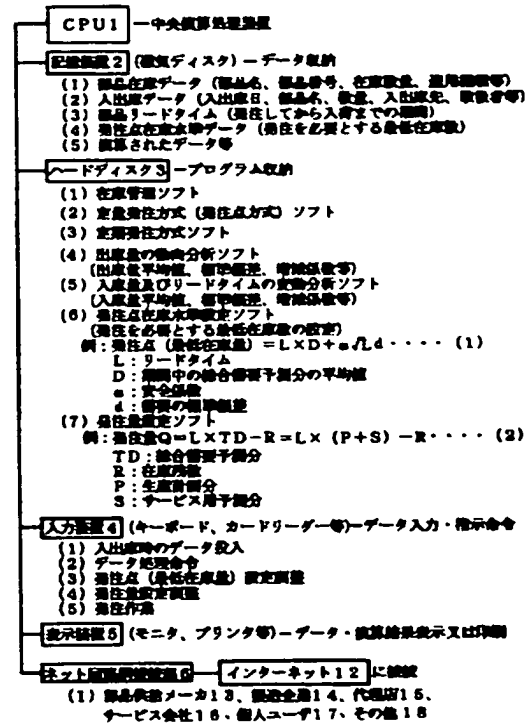 CPU1 ー中央演算処理装置
記憶装置2 (磁気ディスク) ーデータ収納
(1) 部品在庫データ (部品名、部品番号、在庫数量、適用機種等)
(2) 入出庫データ (入出庫日、部品名、数量、入出庫先、取扱者等)
(3) 部品リードタイム (発注してから入荷までの期間)
(4) 発注点在庫水準データ (発注を必要とする最低在庫数)
(5) 演算されたデータ等
ハードディスク3 ープログラム収納
(1) 在庫管理ソフト
(2) 定量発注方式 (発注点方式) ソフト
(3) 定期発注方式ソフト
(4) 出庫量の動向分析ソフト
(出庫量平均値、標準偏差、増減係数等)
(5) 入庫量及びリードタイムの変動分析ソフト
(入庫量平均値、標準偏差、増減係数等)
(6) 発注点在庫水準設定ソフト
(発注を必要とする最低在庫数の設定)
例:発注点 (最低在庫量) =L×D+α√Ld・・・・ (1)
L:リードタイム
D:期間中の総合需要予測分の平均値
α:安全係数
d:需要の標準偏差
(7) 発注量設定ソフト
例:発注量Q=L×TD−R=L× (P+S) −R・・・・ (2)
TD:総合需要予測分
R:在庫残数
P:生産計画分
S:サービス用予測分
入力装置4 (キーボード、カードリーダー等)ーデータ入力・指示命令
(1) 入出庫時のデータ投入
(2) データ処理命令
(3) 発注点 (最低在庫量) 設定調整
(4) 発注量設定調整
(5) 発注作業
表示装置5 (モニタ、プリンタ等) ーデータ・演算結果表示又は印刷
ネット回路接続装置6 インターネット12 に接続
(1) 部品供給メーカ13、製造企業14、代理店15、
サービス会社16、個人ユーザ17、その他18